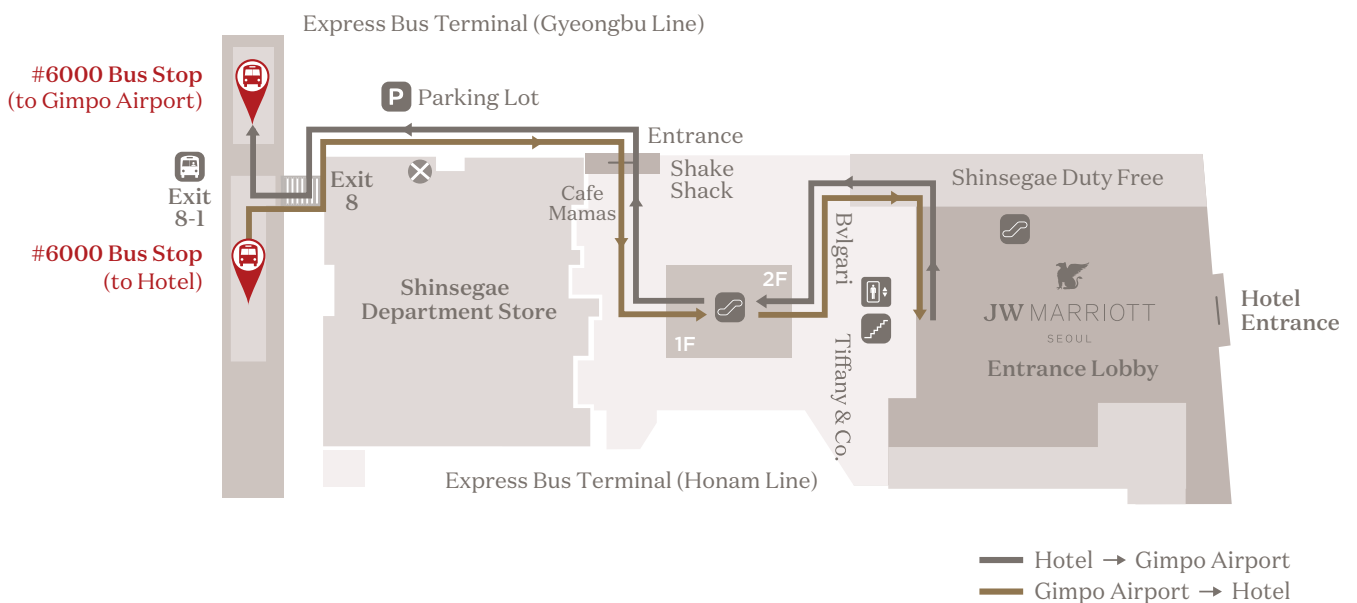 Express Bus Terminal (Gyeongbu Line)
#6000 Bus Stop
(to Gimpo Airport)
P Parking Lot
Entrance
Shake
Shack
Cafe
Mamas
Exit
8-1
Exit
8
#6000 Bus Stop
(to Hotel)
Shinsegae
Department Store
2F
1F
Bvlgari
Tiffany & Co.
Shinsegae Duty Free
JW MARRIOTT
SEOUL
Entrance Lobby
Hotel
Entrance
Express Bus Terminal (Honam Line)
Hotel → Gimpo Airport
Gimpo Airport → Hotel